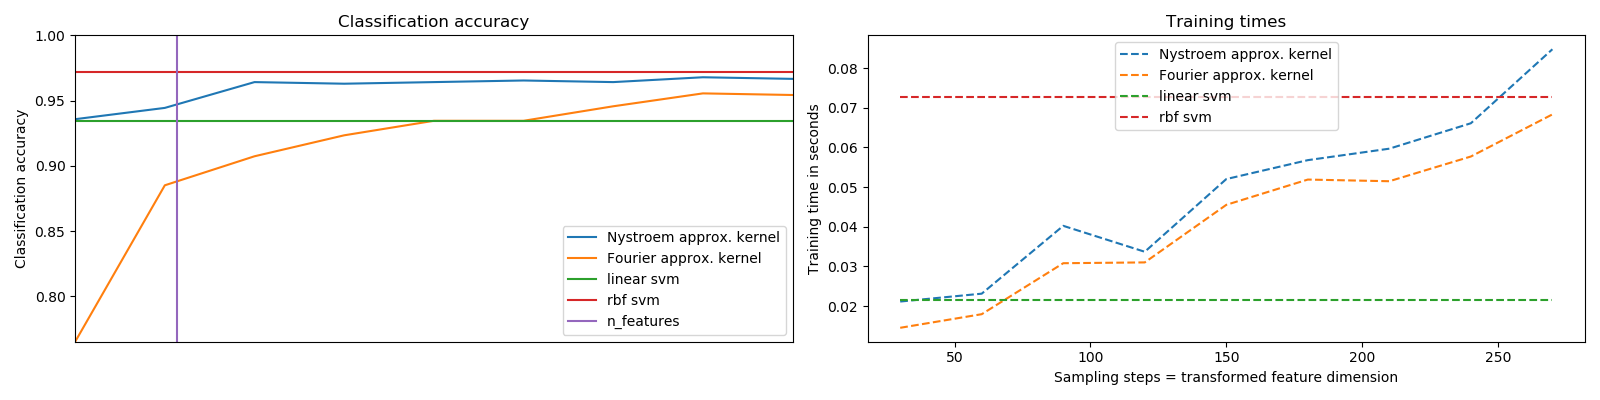 Classification accuracy
1.00
0.95
0.90
0.85
0.80
Classification accuracy
Nystroem approx. kernel
Fourier approx. kernel
linear svm
rbf svm
n_features
Training times
0.08
0.07
0.06
0.05
0.04
0.03
0.02
Training time in seconds
Nystroem approx. kernel
Fourier approx. kernel
linear svm
rbf svm
50 100 150 200 250
Sampling steps = transformed feature dimension